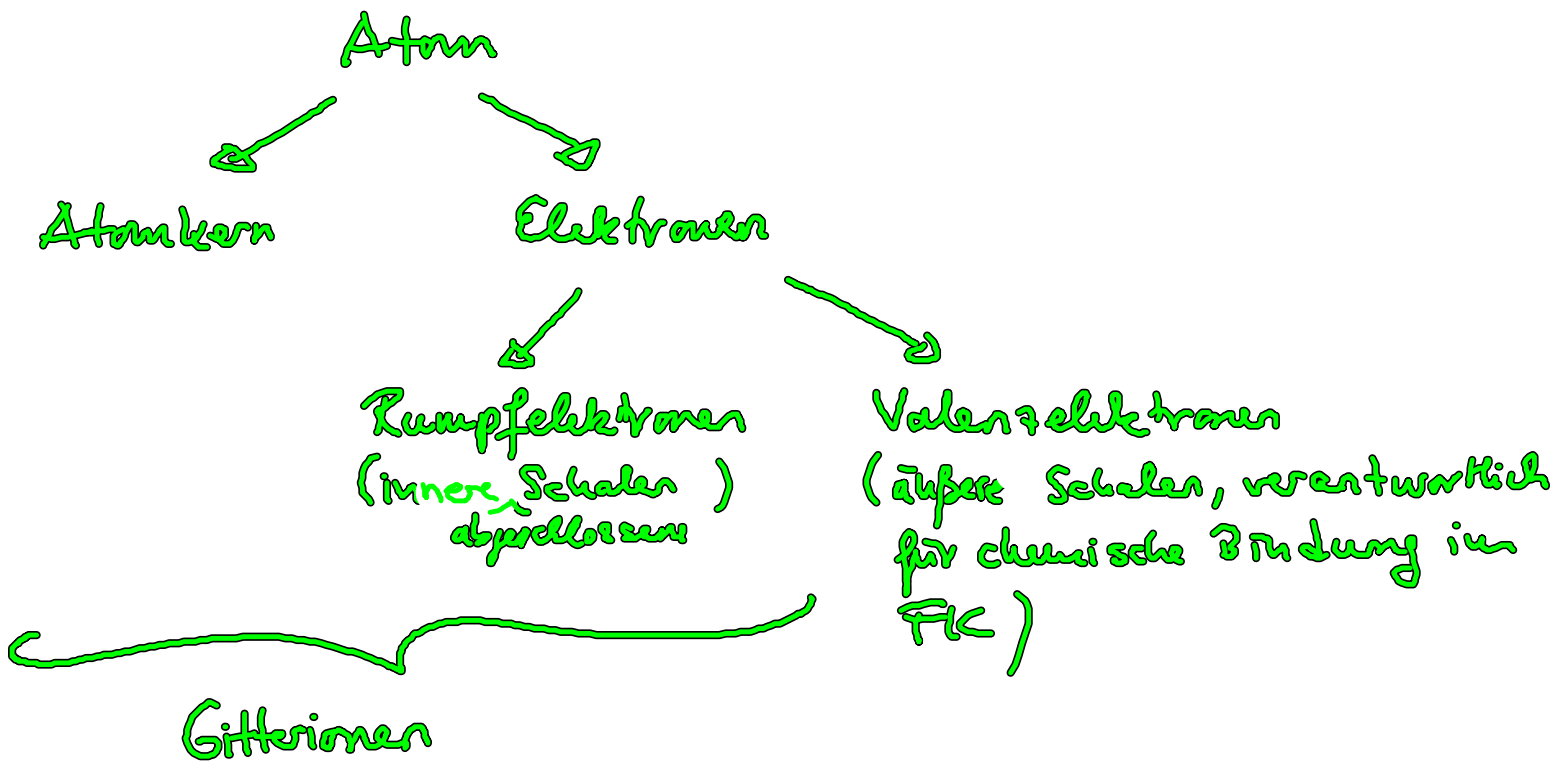 Atom
Atomkern Elektronen
Rumpfelektronen Valenzelektronen
(innere, Schalen ) (äußere Schalen, verantwortlich
abgeschlossene für chemische Bindung im
FK)
Gitterionen